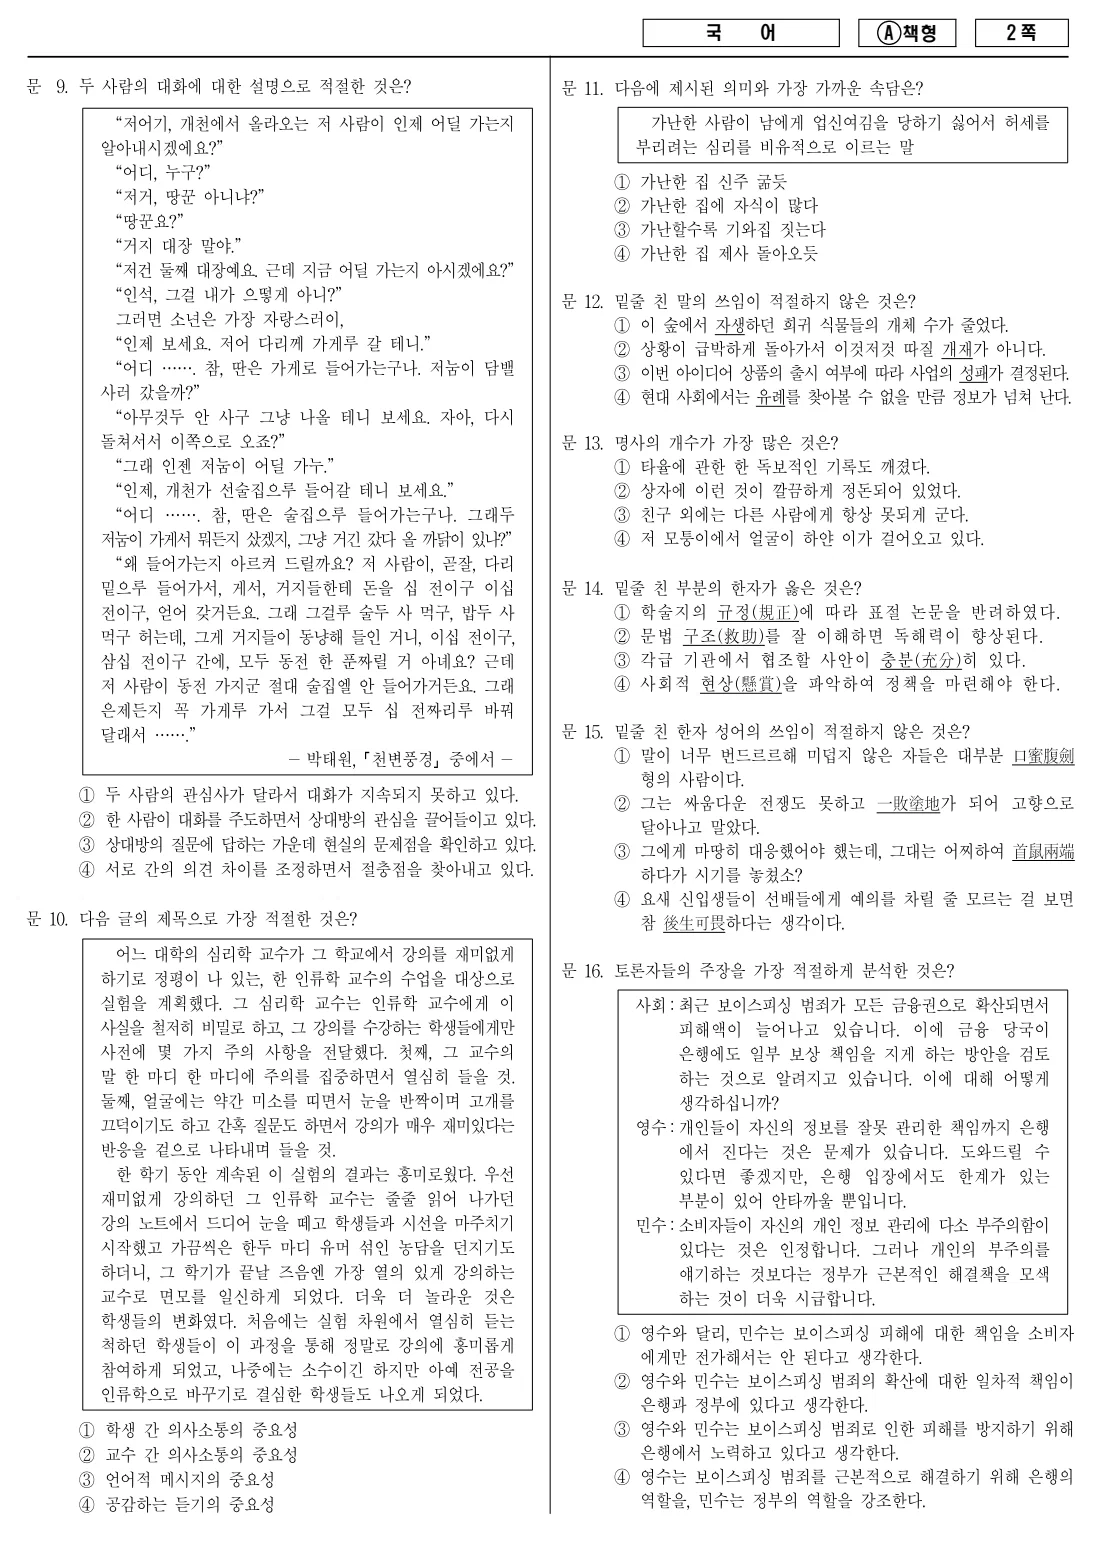 국 어
Ⓐ책형
2쪽
문 9. 두 사람의 대화에 대한 설명으로 적절한 것은?
“저어기, 개천에서 올라오는 저 사람이 인제 어딜 가는지
알아내시겠에요?”
“어디, 누구?”
“저거, 땅꾼 아니냐?”
“땅꾼요?”
“거지 대장 말야.”
“저건 둘째 대장예요. 근데 지금 어딜 가는지 아시겠에요?”
“인석, 그걸 내가 으떻게 아니?”
그러면 소년은 가장 자랑스러이,
“인제 보세요. 저어 다리께 가게루 갈 테니.”
“어디 ……. 참, 딴은 가게로 들어가는구나. 저눔이 담밸
사러 갔을까?”
“아무것두 안 사구 그냥 나올 테니 보세요. 자아, 다시
돌쳐서서 이쪽으로 오죠?”
“그래 인젠 저눔이 어딜 가누.”
“인제, 개천가 선술집으루 들어갈 테니 보세요.”
“어디 ……. 참, 딴은 술집으루 들어가는구나. 그래두
저눔이 가게서 뭐든지 샀겠지, 그냥 거긴 갔다 올 까닭이 있나?”
“왜 들어가는지 아르켜 드릴까요? 저 사람이, 곧잘, 다리
밑으루 들어가서, 게서, 거지들한테 돈을 십 전이구 이십
전이구, 얻어 갖거든요. 그래 그걸루 술두 사 먹구, 밥두 사
먹구 허는데, 그게 거지들이 동냥해 들인 거니, 이십 전이구,
삼십 전이구 간에, 모두 동전 한 푼짜릴 거 아녜요? 근데
저 사람이 동전 가지군 절대 술집엘 안 들어가거든요. 그래
은제든지 꼭 가게루 가서 그걸 모두 십 전짜리루 바꿔
달래서 …….”
－ 박태원, 「천변풍경」 중에서 －
① 두 사람의 관심사가 달라서 대화가 지속되지 못하고 있다.
② 한 사람이 대화를 주도하면서 상대방의 관심을 끌어들이고 있다.
③ 상대방의 질문에 답하는 가운데 현실의 문제점을 확인하고 있다.
④ 서로 간의 의견 차이를 조정하면서 절충점을 찾아내고 있다.
문 10. 다음 글의 제목으로 가장 적절한 것은?
어느 대학의 심리학 교수가 그 학교에서 강의를 재미없게
하기로 정평이 나 있는, 한 인류학 교수의 수업을 대상으로
실험을 계획했다. 그 심리학 교수는 인류학 교수에게 이
사실을 철저히 비밀로 하고, 그 강의를 수강하는 학생들에게만
사전에 몇 가지 주의 사항을 전달했다. 첫째, 그 교수의
말 한 마디 한 마디에 주의를 집중하면서 열심히 들을 것.
둘째, 얼굴에는 약간 미소를 띠면서 눈을 반짝이며 고개를
끄덕이기도 하고 간혹 질문도 하면서 강의가 매우 재미있다는
반응을 겉으로 나타내며 들을 것.
한 학기 동안 계속된 이 실험의 결과는 흥미로웠다. 우선
재미없게 강의하던 그 인류학 교수는 줄줄 읽어 나가던
강의 노트에서 드디어 눈을 떼고 학생들과 시선을 마주치기
시작했고 가끔씩은 한두 마디 유머 섞인 농담을 던지기도
하더니, 그 학기가 끝날 즈음엔 가장 열의 있게 강의하는
교수로 면모를 일신하게 되었다. 더욱 더 놀라운 것은
학생들의 변화였다. 처음에는 실험 차원에서 열심히 듣는
척하던 학생들이 이 과정을 통해 정말로 강의에 흥미롭게
참여하게 되었고, 나중에는 소수이긴 하지만 아예 전공을
인류학으로 바꾸기로 결심한 학생들도 나오게 되었다.
① 학생 간 의사소통의 중요성
② 교수 간 의사소통의 중요성
③ 언어적 메시지의 중요성
④ 공감하는 듣기의 중요성
문 11. 다음에 제시된 의미와 가장 가까운 속담은?
가난한 사람이 남에게 업신여김을 당하기 싫어서 허세를
부리려는 심리를 비유적으로 이르는 말
① 가난한 집 신주 굶듯
② 가난한 집에 자식이 많다
③ 가난할수록 기와집 짓는다
④ 가난한 집 제사 돌아오듯
문 12. 밑줄 친 말의 쓰임이 적절하지 않은 것은?
① 이 숲에서 자생하던 희귀 식물들의 개체 수가 줄었다.
② 상황이 급박하게 돌아가서 이것저것 따질 개재가 아니다.
③ 이번 아이디어 상품의 출시 여부에 따라 사업의 성패가 결정된다.
④ 현대 사회에서는 유례를 찾아볼 수 없을 만큼 정보가 넘쳐 난다.
문 13. 명사의 개수가 가장 많은 것은?
① 타율에 관한 한 독보적인 기록도 깨졌다.
② 상자에 이런 것이 깔끔하게 정돈되어 있었다.
③ 친구 외에는 다른 사람에게 항상 못되게 군다.
④ 저 모퉁이에서 얼굴이 하얀 이가 걸어오고 있다.
문 14. 밑줄 친 부분의 한자가 옳은 것은?
① 학술지의 규정(規正)에 따라 표절 논문을 반려하였다.
② 문법 구조(救助)를 잘 이해하면 독해력이 향상된다.
③ 각급 기관에서 협조할 사안이 충분(充分)히 있다.
④ 사회적 현상(懸賞)을 파악하여 정책을 마련해야 한다.
문 15. 밑줄 친 한자 성어의 쓰임이 적절하지 않은 것은?
① 말이 너무 번드르르해 미덥지 않은 자들은 대부분 口蜜腹劍
형의 사람이다.
② 그는 싸움다운 전쟁도 못하고 一敗塗地가 되어 고향으로
달아나고 말았다.
③ 그에게 마땅히 대응했어야 했는데, 그대는 어찌하여 首鼠兩端
하다가 시기를 놓쳤소?
④ 요새 신입생들이 선배들에게 예의를 차릴 줄 모르는 걸 보면
참 後生可畏하다는 생각이다.
문 16. 토론자들의 주장을 가장 적절하게 분석한 것은?
사회 : 최근 보이스피싱 범죄가 모든 금융권으로 확산되면서
피해액이 늘어나고 있습니다. 이에 금융 당국이
은행에도 일부 보상 책임을 지게 하는 방안을 검토
하는 것으로 알려지고 있습니다. 이에 대해 어떻게
생각하십니까?
영수 : 개인들이 자신의 정보를 잘못 관리한 책임까지 은행
에서 진다는 것은 문제가 있습니다. 도와드릴 수
있다면 좋겠지만, 은행 입장에서도 한계가 있는
부분이 있어 안타까울 뿐입니다.
민수 : 소비자들이 자신의 개인 정보 관리에 다소 부주의함이
있다는 것은 인정합니다. 그러나 개인의 부주의를
얘기하는 것보다는 정부가 근본적인 해결책을 모색
하는 것이 더욱 시급합니다.
① 영수와 달리, 민수는 보이스피싱 피해에 대한 책임을 소비자
에게만 전가해서는 안 된다고 생각한다.
② 영수와 민수는 보이스피싱 범죄의 확산에 대한 일차적 책임이
은행과 정부에 있다고 생각한다.
③ 영수와 민수는 보이스피싱 범죄로 인한 피해를 방지하기 위해
은행에서 노력하고 있다고 생각한다.
④ 영수는 보이스피싱 범죄를 근본적으로 해결하기 위해 은행의
역할을, 민수는 정부의 역할을 강조한다.